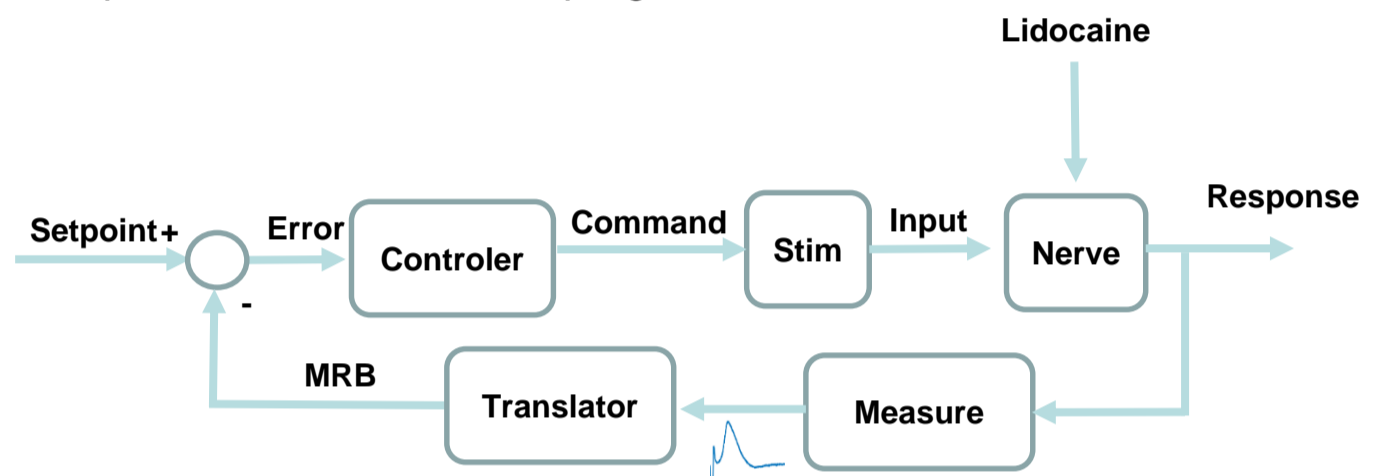 Lidocaine
Response
Setpoint+
Error
Command
Input
Controler
Stim
Nerve
-
MRB
Translator
Measure